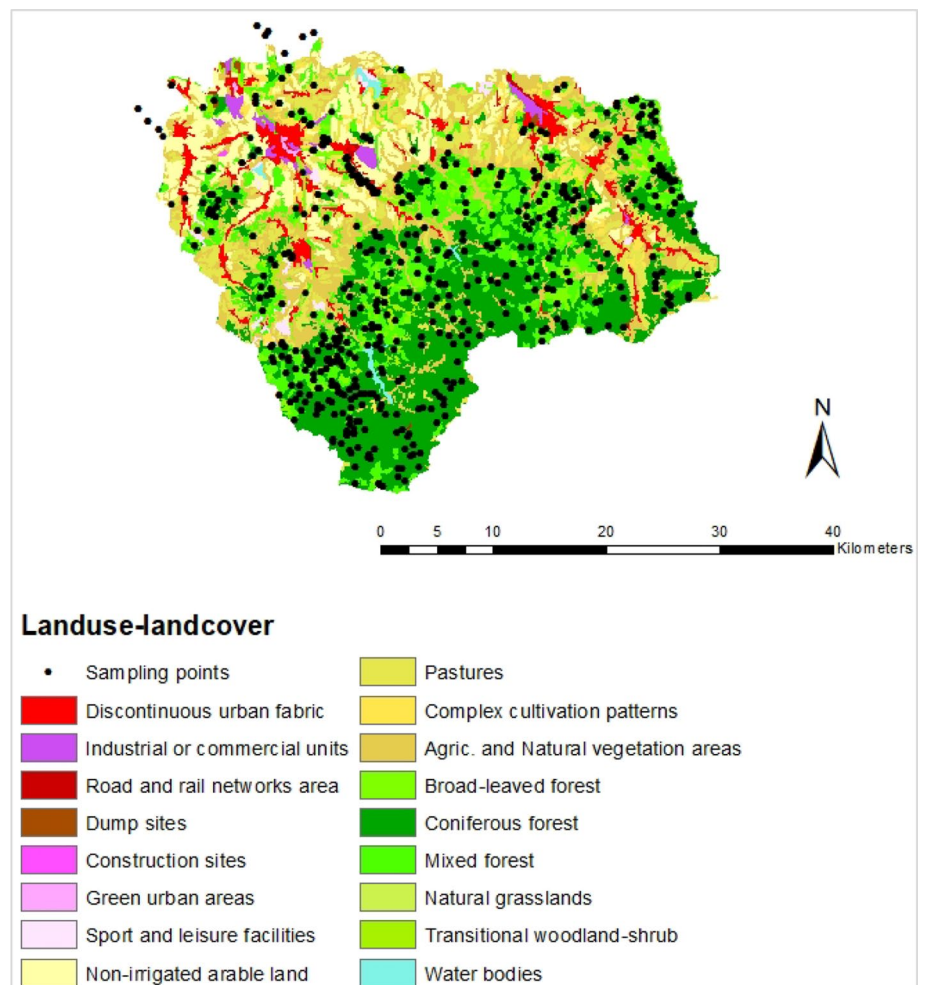 N
0 5 10 20 30 40
Kilometers
Landuse-landcover
Sampling points
Discontinuous urban fabric
Industrial or commercial units
Road and rail networks area
Dump sites
Construction sites
Green urban areas
Sport and leisure facilities
Non-irrigated arable land
Pastures
Complex cultivation patterns
Agric. and Natural vegetation areas
Broad-leaved forest
Coniferous forest
Mixed forest
Natural grasslands
Transitional woodland-shrub
Water bodies